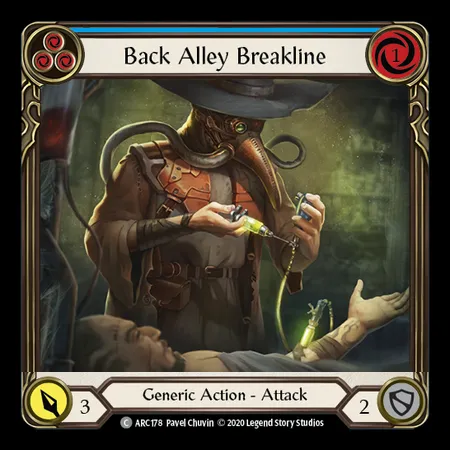 Back Alley Breakline
1
Generic Action - Attack
3
2
C ARC178 Pavel Chuvin © 2020 Legend Story Studios